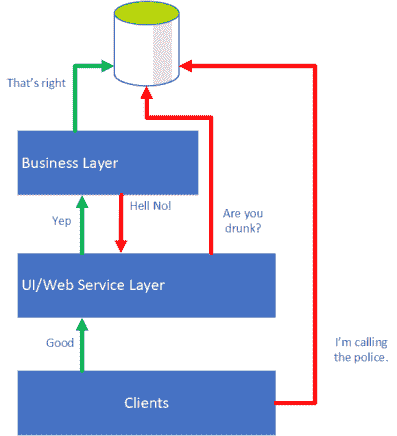 That's right
Business Layer
Hell No!
Yep
Are you
drunk?
UI/Web Service Layer
Good
I'm calling
the police.
Clients